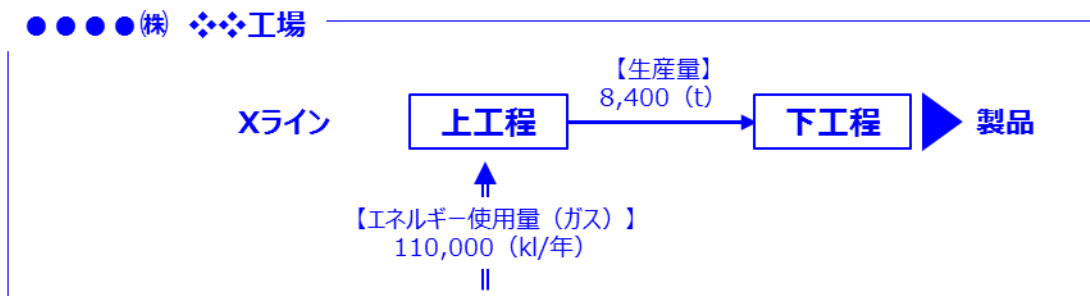 ●●●●㈱ ❖❖工場
【生産量】
8,400（t）
Xライン
上工程
下工程
製品
【エネルギー使用量（ガス）】
110,000（kl/年）